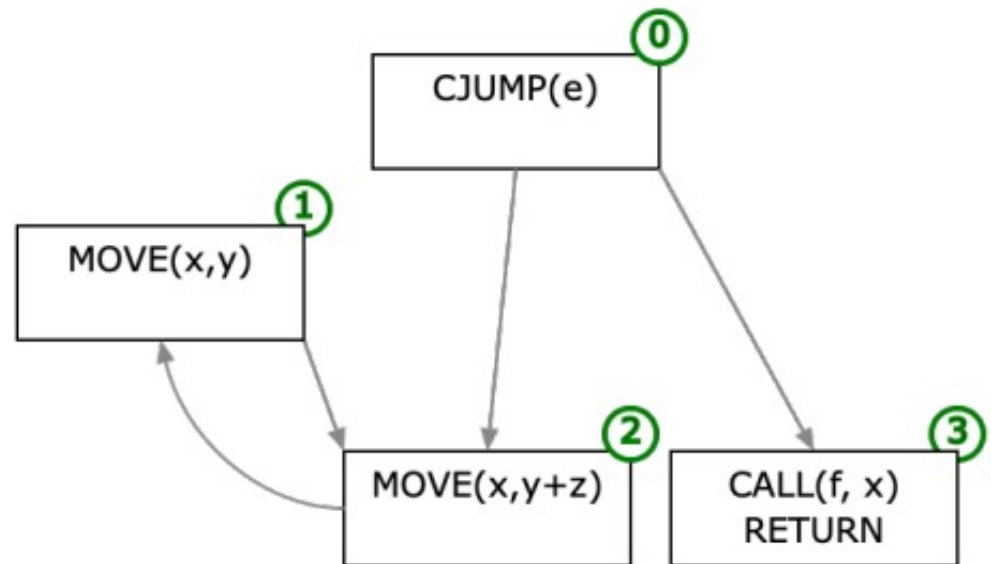 0
CJUMP(e)
1
MOVE(x,y)
2
MOVE(x,y+z)
3
CALL(f, x)
RETURN